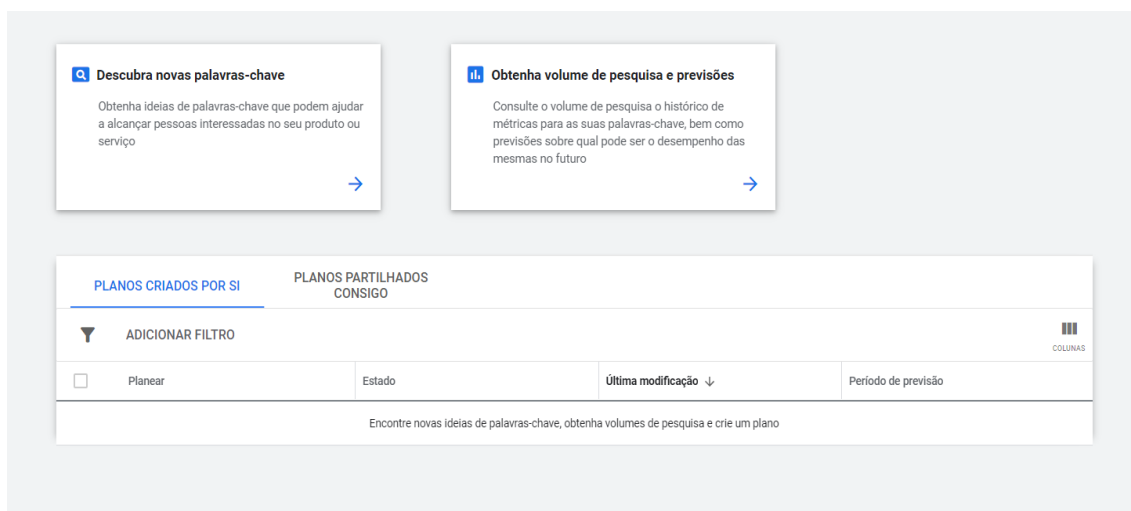 Descubra novas palavras-chave
Obtenha ideias de palavras-chave que podem ajudar
a alcançar pessoas interessadas no seu produto ou
serviço
Obtenha volume de pesquisa e previsões
Consulte o volume de pesquisa o histórico de
métricas para as suas palavras-chave, bem como
previsões sobre qual pode ser o desempenho das
mesmas no futuro
PLANOS CRIADOS POR SI
PLANOS PARTILHADOS
CONSIGO
ADICIONAR FILTRO
COLUNAS
Planear
Estado
Última modificação
Período de previsão
Encontre novas ideias de palavras-chave, obtenha volumes de pesquisa e crie um plano